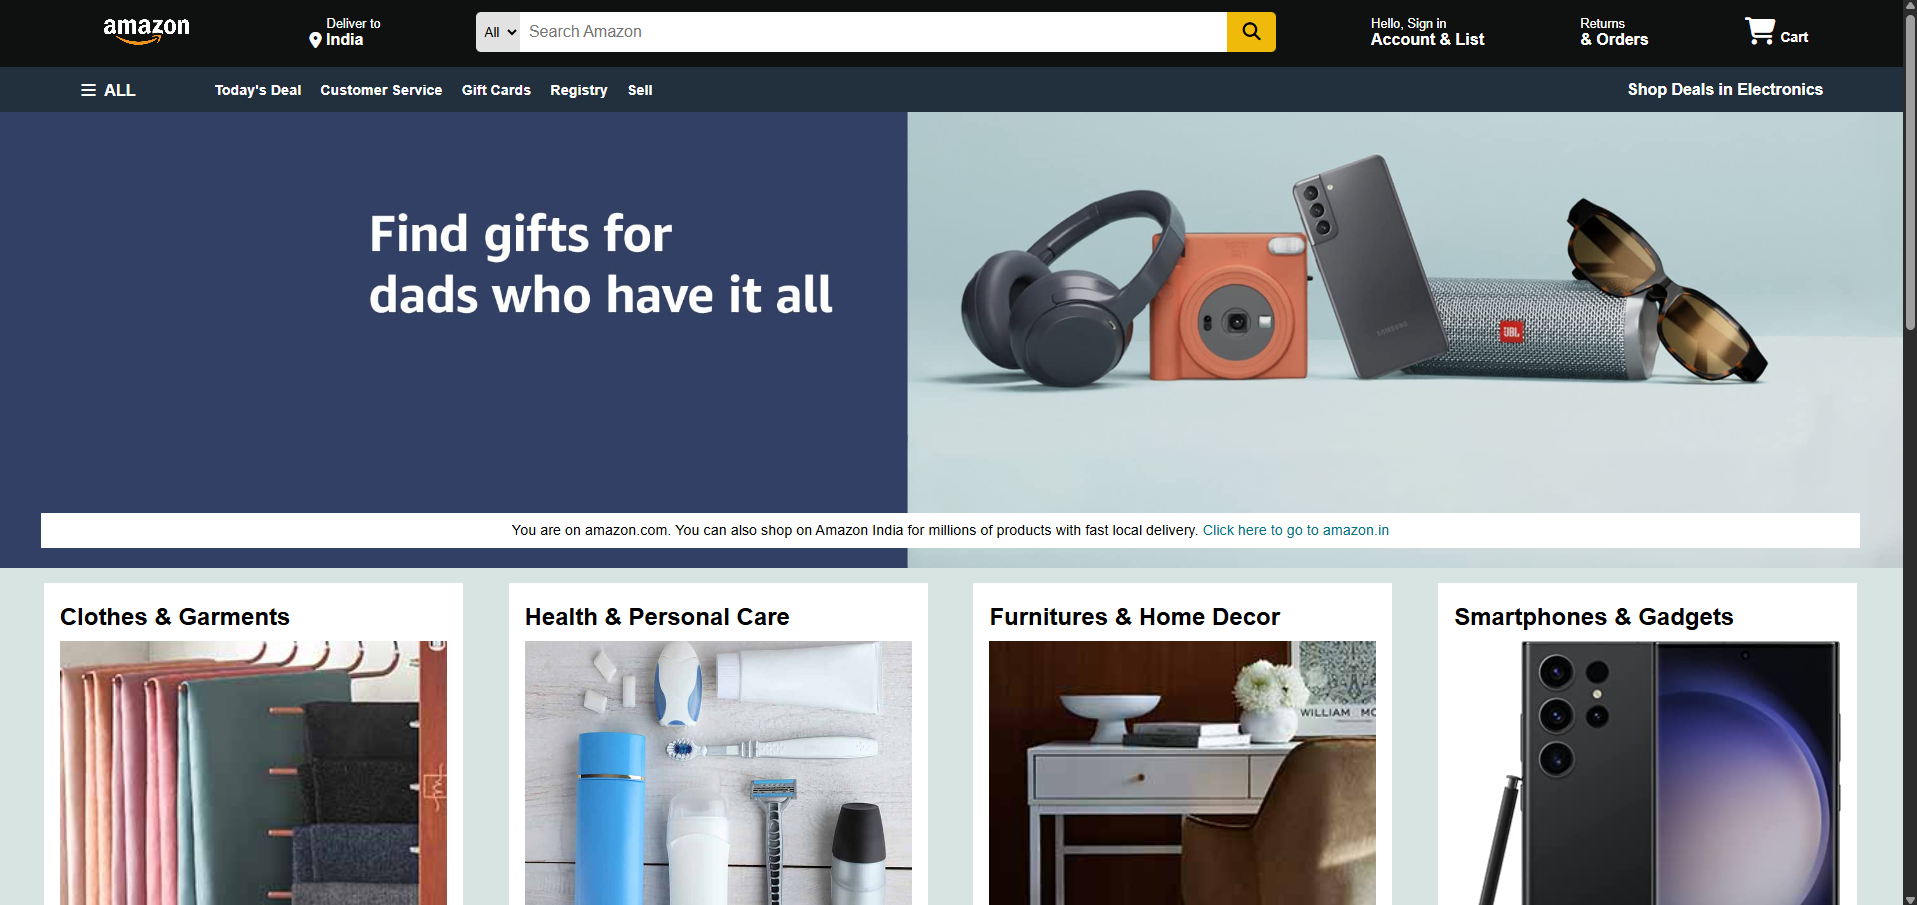 amazon
Deliver to
India
All
Search Amazon
Hello, Sign in
Account & List
Returns
& Orders
Cart
ALL
Today's Deal
Customer Service
Gift Cards
Registry
Sell
Shop Deals in Electronics
Find gifts for
dads who have it all
SAMSUNG
JBL
You are on amazon.com. You can also shop on Amazon India for millions of products with fast local delivery. Click here to go to amazon.in
Clothes & Garments
Health & Personal Care
Furnitures & Home Decor
Smartphones & Gadgets
WILLIAM MO